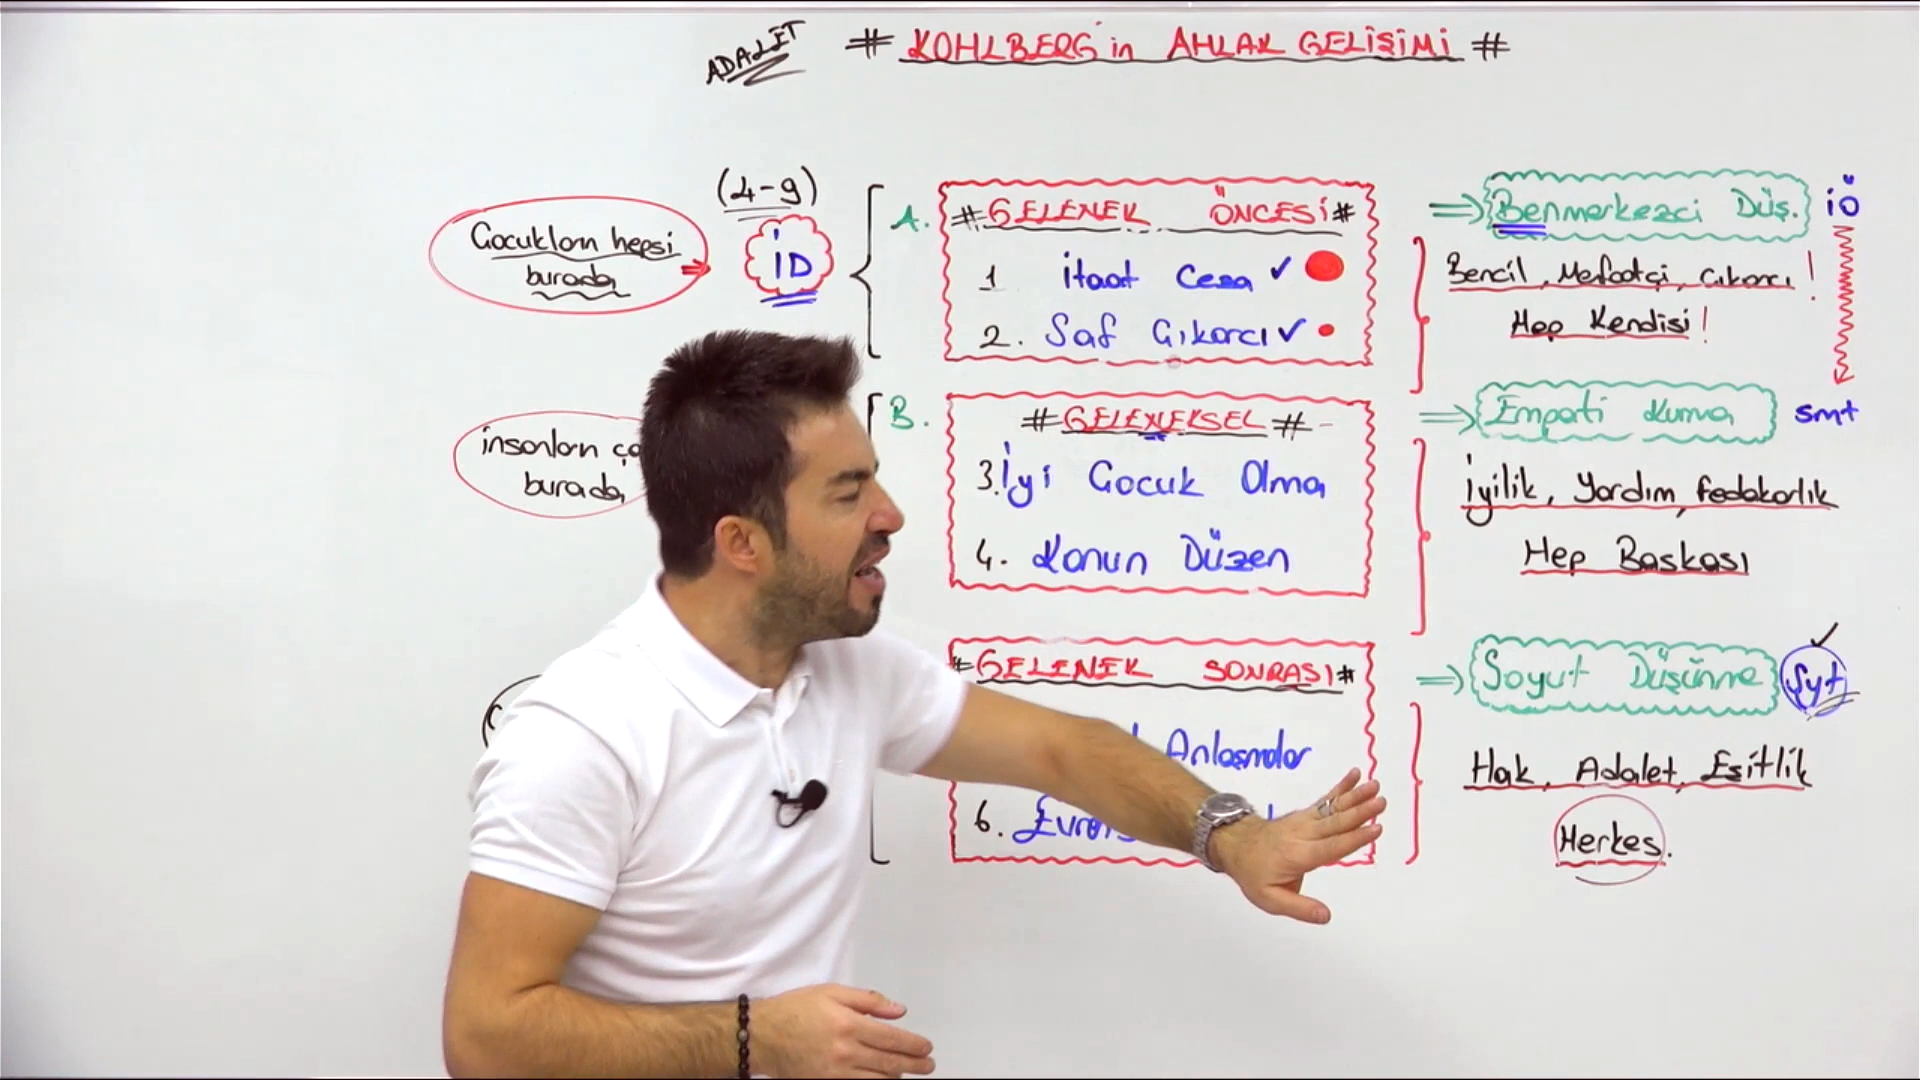 ADALET
# KOHLBERG'in AHLAK GELİŞİMİ #
(4-9)
İD
Çocukların hepsi
burada
A.
#GELENEK ÖNCESİ#
1 İtaat Ceza ✓
2. Saf Çıkarcı ✓
⇒ Benmerkezci Düş. İÖ
Bencil, Menfaatçi, Çıkarcı!
Hep Kendisi!
insanların
burada
B.
# GELENEKSEL # -
3. İyi Çocuk Olma
4. Kanun Düzen
⇒ Empati Kurma smt
İyilik, Yardım, fedakarlık
Hep Başkası
#GELENEK SONRASI#
Anlaşmalar
6.
⇒ Soyut Düşünme Syt ✓
Hak, Adalet, Eşitlik
Herkes.